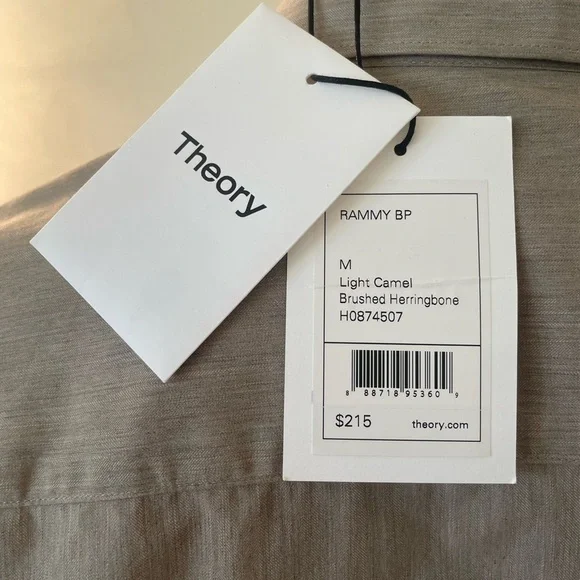 Theory
RAMMY BP
M
Light Camel
Brushed Herringbone
H0874507
8 88718 95360 9
$215
theory.com